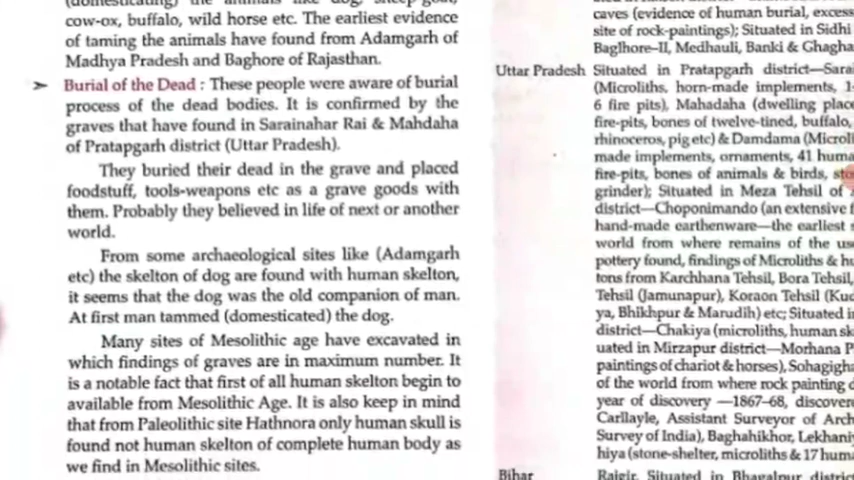 (domesticating) the animals like dog, sheep-goat,
cow-ox, buffalo, wild horse etc. The earliest evidence
of taming the animals have found from Adamgarh of
Madhya Pradesh and Baghore of Rajasthan.
➤ Burial of the Dead : These people were aware of burial
process of the dead bodies. It is confirmed by the
graves that have found in Sarainahar Rai & Mahdaha
of Pratapgarh district (Uttar Pradesh).
They buried their dead in the grave and placed
foodstuff, tools-weapons etc as a grave goods with
them. Probably they believed in life of next or another
world.
From some archaeological sites like (Adamgarh
etc) the skelton of dog are found with human skelton,
it seems that the dog was the old companion of man.
At first man tammed (domesticated) the dog.
Many sites of Mesolithic age have excavated in
which findings of graves are in maximum number. It
is a notable fact that first of all human skelton begin to
available from Mesolithic Age. It is also keep in mind
that from Paleolithic site Hathnora only human skull is
found not human skelton of complete human body as
we find in Mesolithic sites.
caves (evidence of human burial, excess
site of rock-paintings); Situated in Sidhi
Baglhore-II, Medhauli, Banki & Ghagha
Uttar Pradesh Situated in Pratapgarh district—Sarai
(Microliths, horn-made implements, 1
6 fire pits), Mahadaha (dwelling place
fire-pits, bones of twelve-tined, buffalo,
rhinoceros, pig etc) & Damdama (Microli
made implements, ornaments, 41 huma
fire-pits, bones of animals & birds, sto
grinder); Situated in Meza Tehsil of
district—Choponimando (an extensive f
hand-made earthenware—the earliest s
world from where remains of the use
pottery found, findings of Microliths & hu
tons from Karchhana Tehsil, Bora Tehsil,
Tehsil (Jamunapur), Koraon Tehsil (Kud
ya, Bhikhpur & Marudih) etc; Situated in
district—Chakiya (microliths, human sk
uated in Mirzapur district—Morhana P
paintings of chariot & horses), Sohagigha
of the world from where rock painting d
year of discovery —1867-68, discovere
Carllayle, Assistant Surveyor of Arch
Survey of India), Baghahikhor, Lekhani
hiya (stone-shelter, microliths & 17 huma
Bihar Rajgir, Situated in Bhagalpur district